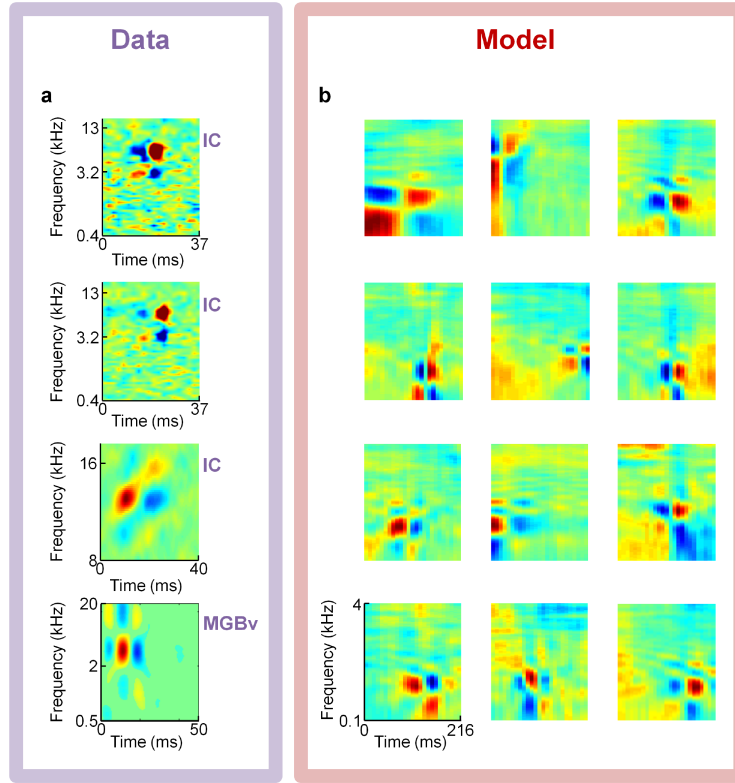 Data
Model
a
b
Frequency (kHz)
13
3.2
0.4
0
37
Time (ms)
IC
Frequency (kHz)
13
3.2
0.4
0
37
Time (ms)
IC
Frequency (kHz)
16
8
0
40
Time (ms)
IC
Frequency (kHz)
20
2
0.5
0
50
Time (ms)
MGBv
Frequency (kHz)
4
0.1
0
216
Time (ms)